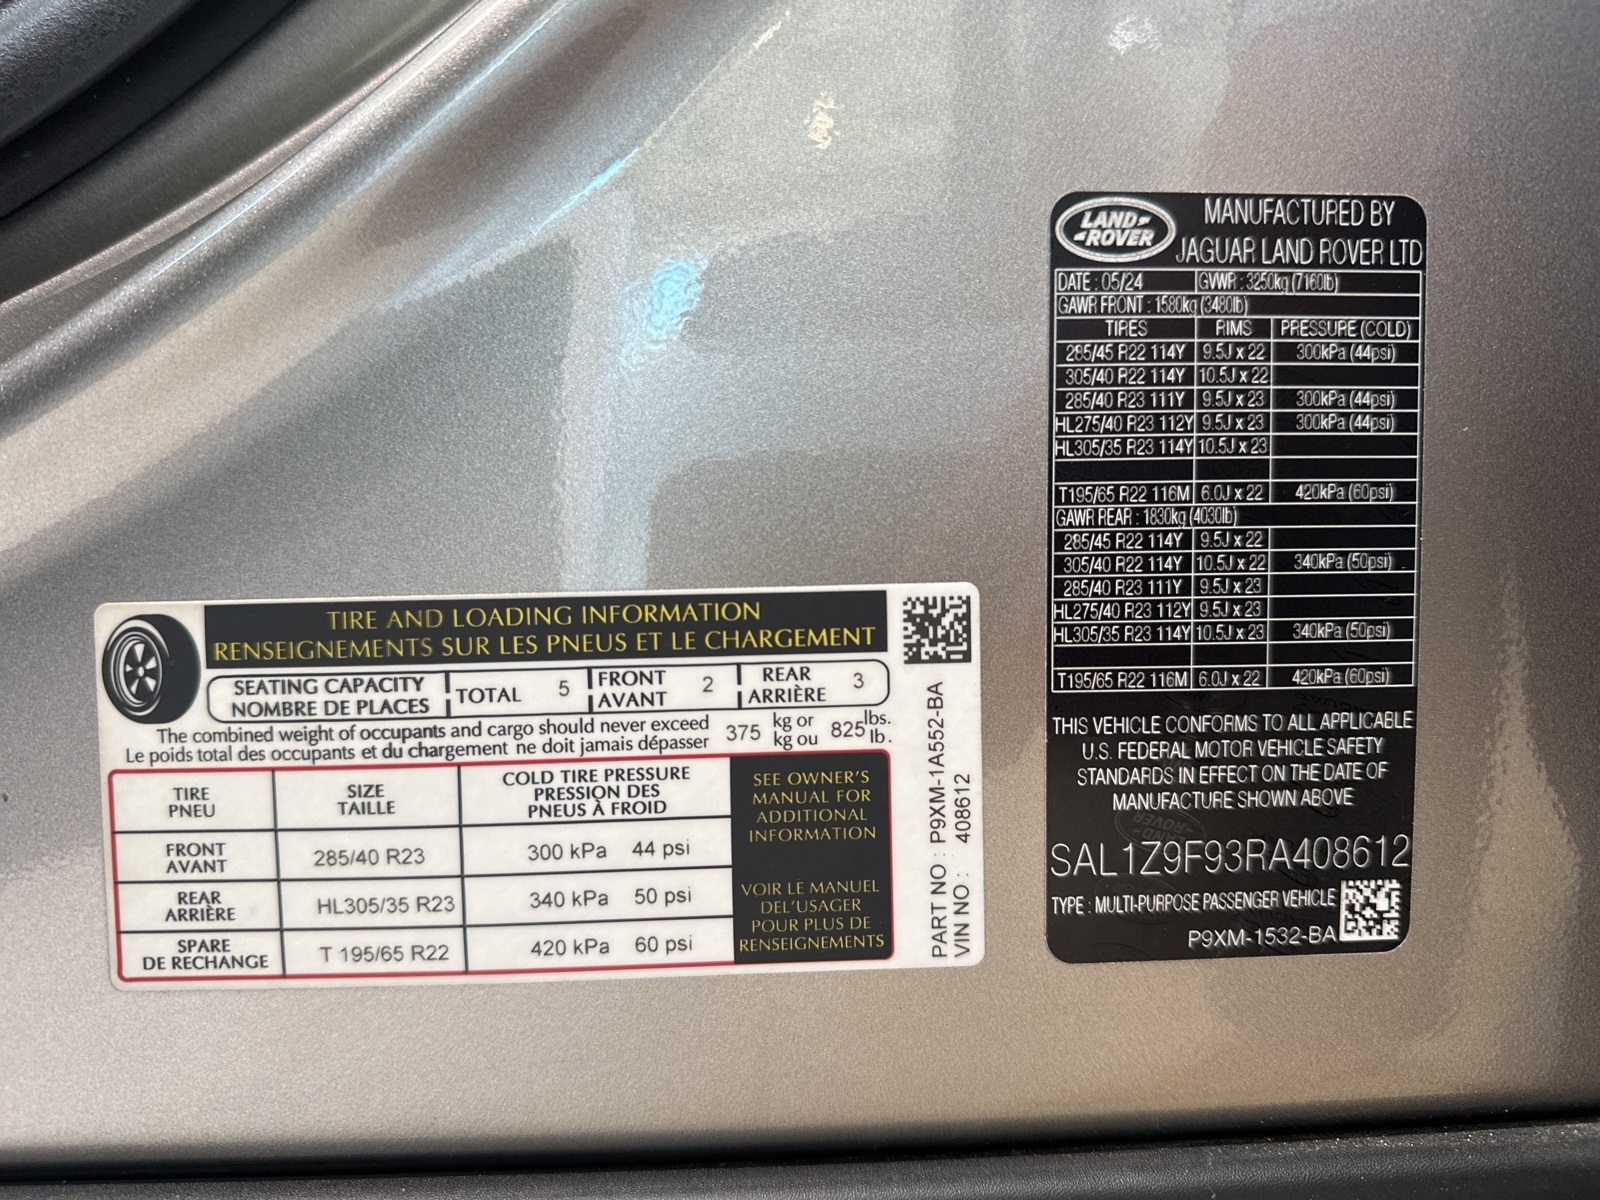 TIRE AND LOADING INFORMATION
RENSEIGNEMENTS SUR LES PNEUS ET LE CHARGEMENT
SEATING CAPACITY
NOMBRE DE PLACES
TOTAL 5
FRONT
AVANT 2
REAR
ARRIÈRE 3
The combined weight of occupants and cargo should never exceed
Le poids total des occupants et du chargement ne doit jamais dépasser
375 kg or
kg ou
825 lbs.
lb.
TIRE
PNEU
SIZE
TAILLE
COLD TIRE PRESSURE
PRESSION DES
PNEUS À FROID
FRONT
AVANT
285/40 R23
300 kPa 44 psi
REAR
ARRIÈRE
HL305/35 R23
340 kPa 50 psi
SPARE
DE RECHANGE
T 195/65 R22
420 kPa 60 psi
SEE OWNER'S
MANUAL FOR
ADDITIONAL
INFORMATION
VOIR LE MANUEL
DEL'USAGER
POUR PLUS DE
RENSEIGNEMENTS
PART NO : P9XM-1A5522-BA
VIN NO : 408612
LAND-
-ROVER
MANUFACTURED BY
JAGUAR LAND ROVER LTD
DATE : 05/24 GVWR : 3250kg (7160lb)
GAWR FRONT : 1580kg (3480lb)
TIRES RIMS PRESSURE (COLD)
285/45 R22 114Y 9.5J x 22 300kPa (44psi)
305/40 R22 114Y 10.5J x 22
285/40 R23 111Y 9.5J x 23 300kPa (44psi)
HL275/40 R23 112Y 9.5J x 23 300kPa (44psi)
HL305/35 R23 114Y 10.5J x 23
T195/65 R22 116M 6.0J x 22 420kPa (60psi)
GAWR REAR : 1830kg (4030lb)
285/45 R22 114Y 9.5J x 22
305/40 R22 114Y 10.5J x 22 340kPa (50psi)
285/40 R23 111Y 9.5J x 23
HL275/40 R23 112Y 9.5J x 23
HL305/35 R23 114Y 10.5J x 23 340kPa (50psi)
T195/65 R22 116M 6.0J x 22 420kPa (60psi)
THIS VEHICLE CONFORMS TO ALL APPLICABLE
U.S. FEDERAL MOTOR VEHICLE SAFETY
STANDARDS IN EFFECT ON THE DATE OF
MANUFACTURE SHOWN ABOVE
SAL1Z9F93RA408612
TYPE : MULTI-PURPOSE PASSENGER VEHICLE
P9XM-1532-BA